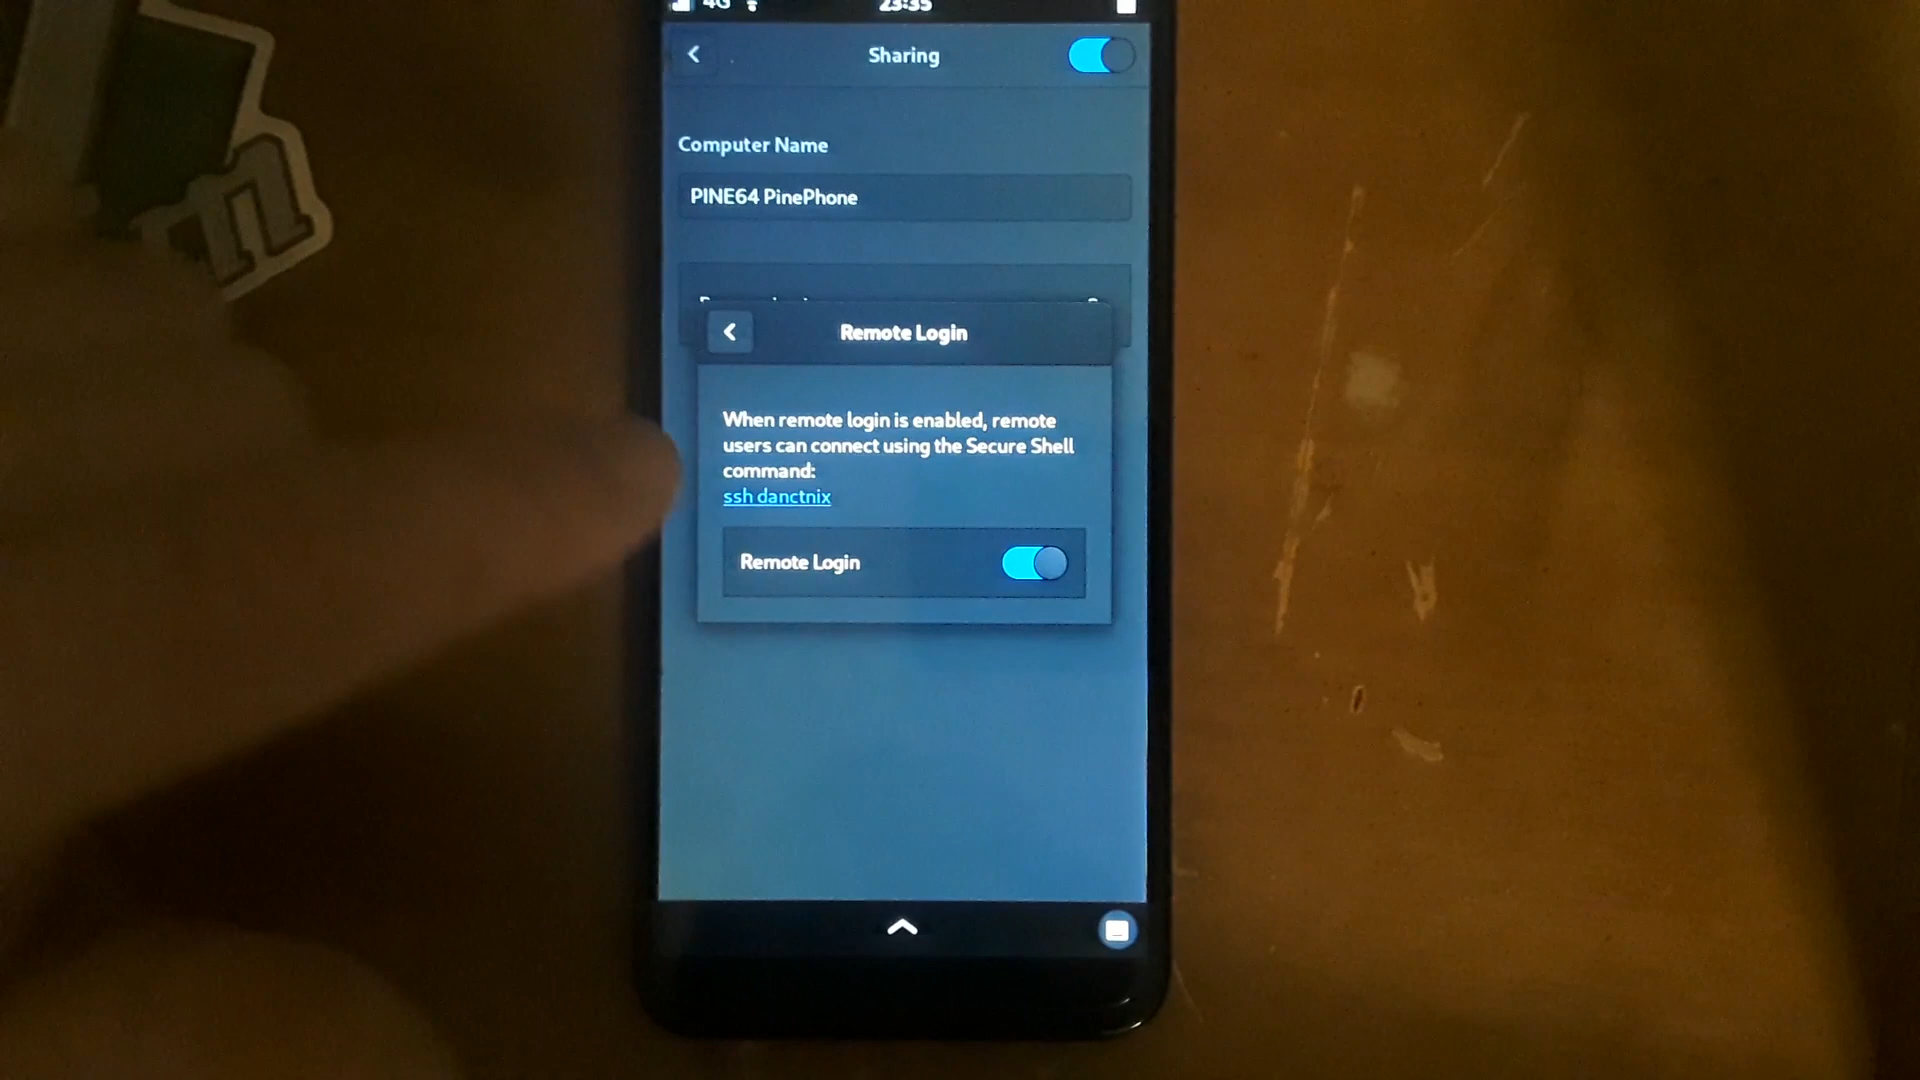 4G 23:35
Sharing
Computer Name
PINE64 PinePhone
Remote Login
When remote login is enabled, remote
users can connect using the Secure Shell
command:
ssh danctnix
Remote Login
n